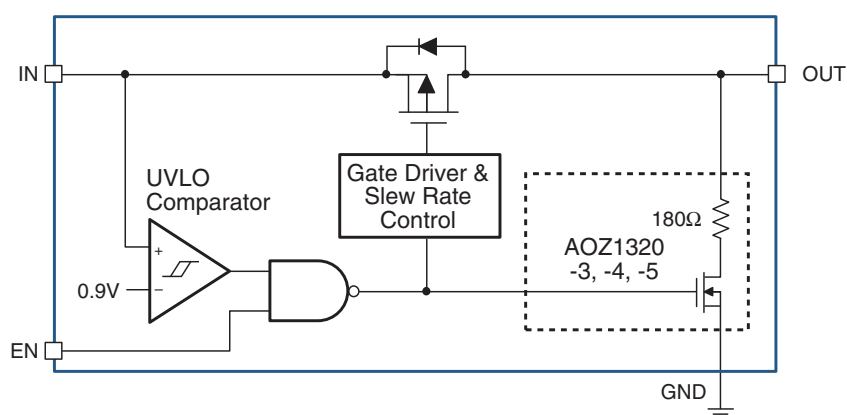 IN
OUT
UVLO
Comparator
Gate Driver &
Slew Rate
Control
180Ω
AOZ1320
-3, -4, -5
+
0.9V
−
EN
GND